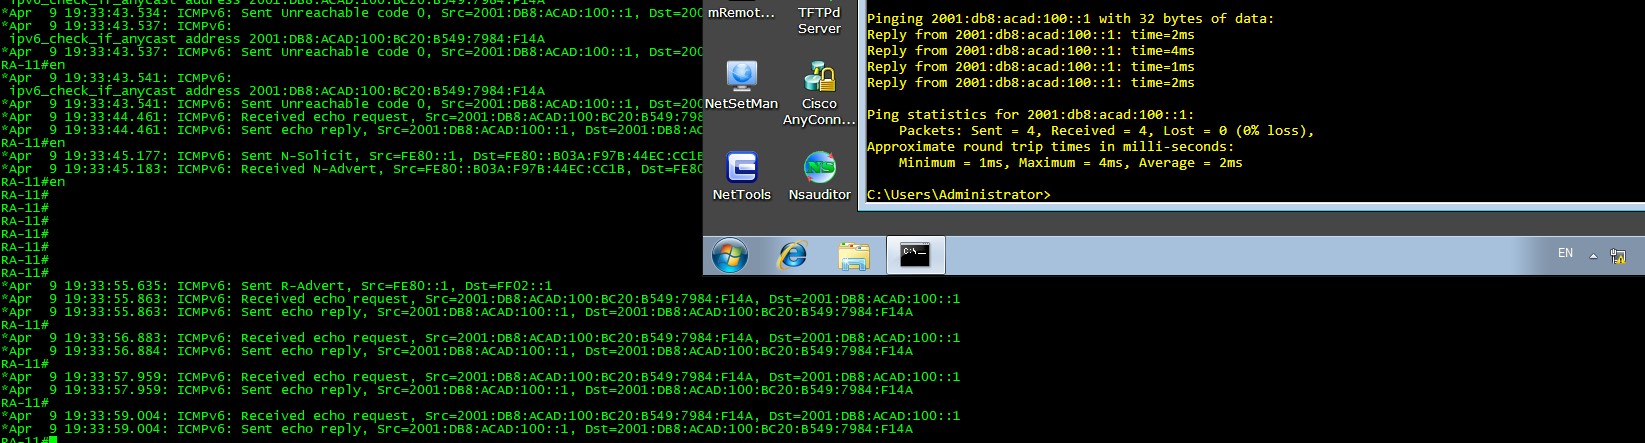 ipv6_check_if_anycast address 2001:DB8:ACAD:100:BC20:B549:7984:F14A
*Apr  9 19:33:43.534: ICMPv6: Sent Unreachable code 0, Src=2001:DB8:ACAD:100::1, Dst=200
*Apr  9 19:33:43.537: ICMPv6:
 ipv6_check_if_anycast address 2001:DB8:ACAD:100:BC20:B549:7984:F14A
*Apr  9 19:33:43.537: ICMPv6: Sent Unreachable code 0, Src=2001:DB8:ACAD:100::1, Dst=200
RA-11#en
*Apr  9 19:33:43.541: ICMPv6:
 ipv6_check_if_anycast address 2001:DB8:ACAD:100:BC20:B549:7984:F14A
*Apr  9 19:33:43.541: ICMPv6: Sent Unreachable code 0, Src=2001:DB8:ACAD:100::1, Dst=200
*Apr  9 19:33:44.461: ICMPv6: Received echo request, Src=2001:DB8:ACAD:100:BC20:B549:798
*Apr  9 19:33:44.461: ICMPv6: Sent echo reply, Src=2001:DB8:ACAD:100::1, Dst=2001:DB8:AC
RA-11#en
*Apr  9 19:33:45.177: ICMPv6: Sent N-Solicit, Src=FE80::1, Dst=FE80::B03A:F97B:44EC:CC1B
*Apr  9 19:33:45.183: ICMPv6: Received N-Advert, Src=FE80::B03A:F97B:44EC:CC1B, Dst=FE80
RA-11#en
RA-11#
RA-11#
RA-11#
RA-11#
RA-11#
RA-11#
RA-11#
*Apr  9 19:33:55.635: ICMPv6: Sent R-Advert, Src=FE80::1, Dst=FF02::1
*Apr  9 19:33:55.863: ICMPv6: Received echo request, Src=2001:DB8:ACAD:100:BC20:B549:7984:F14A, Dst=2001:DB8:ACAD:100::1
*Apr  9 19:33:55.863: ICMPv6: Sent echo reply, Src=2001:DB8:ACAD:100::1, Dst=2001:DB8:ACAD:100:BC20:B549:7984:F14A
RA-11#
*Apr  9 19:33:56.883: ICMPv6: Received echo request, Src=2001:DB8:ACAD:100:BC20:B549:7984:F14A, Dst=2001:DB8:ACAD:100::1
*Apr  9 19:33:56.884: ICMPv6: Sent echo reply, Src=2001:DB8:ACAD:100::1, Dst=2001:DB8:ACAD:100:BC20:B549:7984:F14A
RA-11#
*Apr  9 19:33:57.959: ICMPv6: Received echo request, Src=2001:DB8:ACAD:100:BC20:B549:7984:F14A, Dst=2001:DB8:ACAD:100::1
*Apr  9 19:33:57.959: ICMPv6: Sent echo reply, Src=2001:DB8:ACAD:100::1, Dst=2001:DB8:ACAD:100:BC20:B549:7984:F14A
RA-11#
*Apr  9 19:33:59.004: ICMPv6: Received echo request, Src=2001:DB8:ACAD:100:BC20:B549:7984:F14A, Dst=2001:DB8:ACAD:100::1
*Apr  9 19:33:59.004: ICMPv6: Sent echo reply, Src=2001:DB8:ACAD:100::1, Dst=2001:DB8:ACAD:100:BC20:B549:7984:F14A
RA-11#
mRemot...
TFTPd
Server
NetSetMan
Cisco
AnyConn...
NetTools
Nsauditor
Pinging 2001:db8:acad:100::1 with 32 bytes of data:
Reply from 2001:db8:acad:100::1: time=2ms
Reply from 2001:db8:acad:100::1: time=4ms
Reply from 2001:db8:acad:100::1: time=1ms
Reply from 2001:db8:acad:100::1: time=2ms
Ping statistics for 2001:db8:acad:100::1:
    Packets: Sent = 4, Received = 4, Lost = 0 (0% loss),
Approximate round trip times in milli-seconds:
    Minimum = 1ms, Maximum = 4ms, Average = 2ms
C:\Users\Administrator>
C:\_
EN